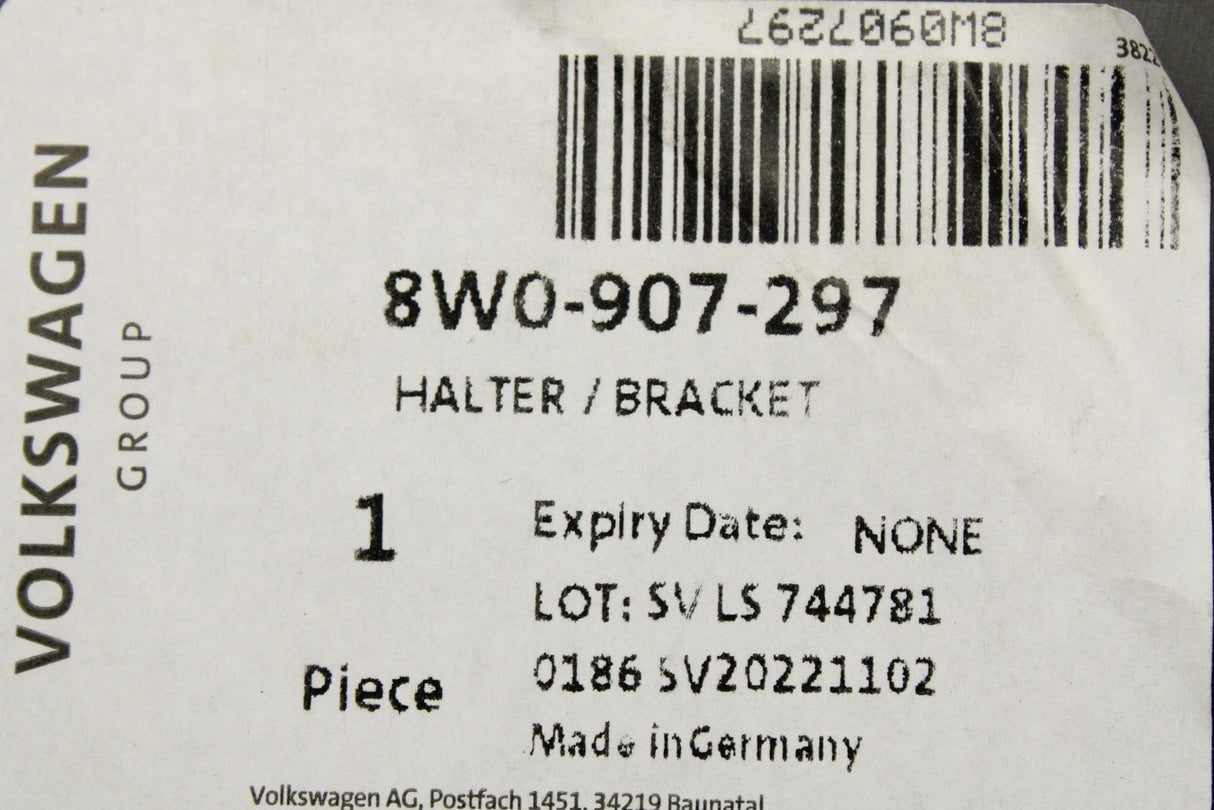 8W0907297
3822
8W0-907-297
HALTER / BRACKET
VOLKSWAGEN
GROUP
1
Piece
Expiry Date: NONE
LOT: SV LS 744781
0186 SV20221102
Made in Germany
Volkswagen AG, Postfach 1451, 34219 Baunatal